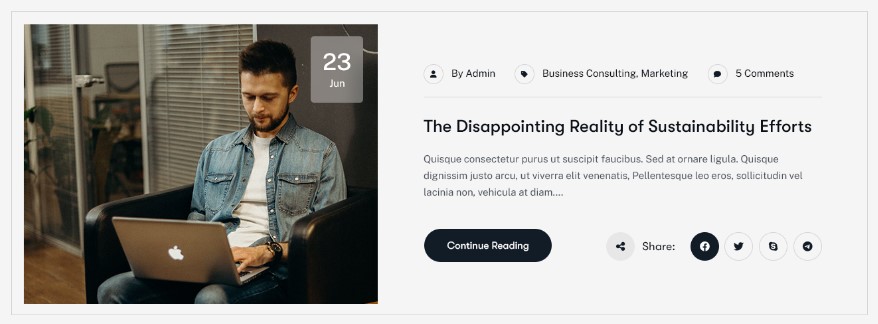 23
Jun
By Admin
Business Consulting, Marketing
5 Comments
The Disappointing Reality of Sustainability Efforts
Quisque consectetur purus ut suscipit faucibus. Sed at ornare ligula. Quisque
dignissim justo arcu, ut viverra elit venenatis, Pellentesque leo eros, sollicitudin vel
lacinia non, vehicula at diam....
Continue Reading
Share: